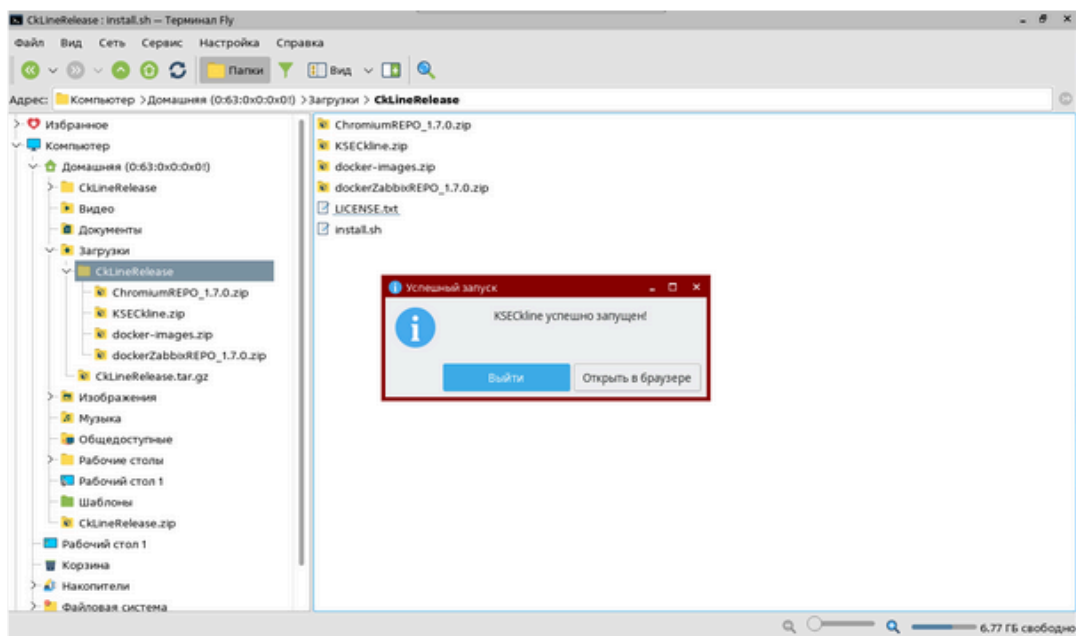 CkLineRelease : install.sh — Терминал Fly
Файл Вид Сеть Сервис Настройка Справка
Папки Вид
Адрес: Компьютер > Домашняя (0:63:0x0:0x0!) > Загрузки > CkLineRelease
Избранное
Компьютер
Домашняя (0:63:0x0:0x0!)
CkLineRelease
Видео
Документы
Загрузки
CkLineRelease
ChromiumREPO_1.7.0.zip
KSECkline.zip
docker-images.zip
dockerZabbixREPO_1.7.0.zip
CkLineRelease.tar.gz
Изображения
Музыка
Общедоступные
Рабочие столы
Рабочий стол 1
Шаблоны
CkLineRelease.zip
Рабочий стол 1
Корзина
Накопители
Файловая система
ChromiumREPO_1.7.0.zip
KSECkline.zip
docker-images.zip
dockerZabbixREPO_1.7.0.zip
LICENSE.txt
install.sh
Успешный запуск
KSECkline успешно запущен!
Выйти Открыть в браузере
6.77 ГБ свободно